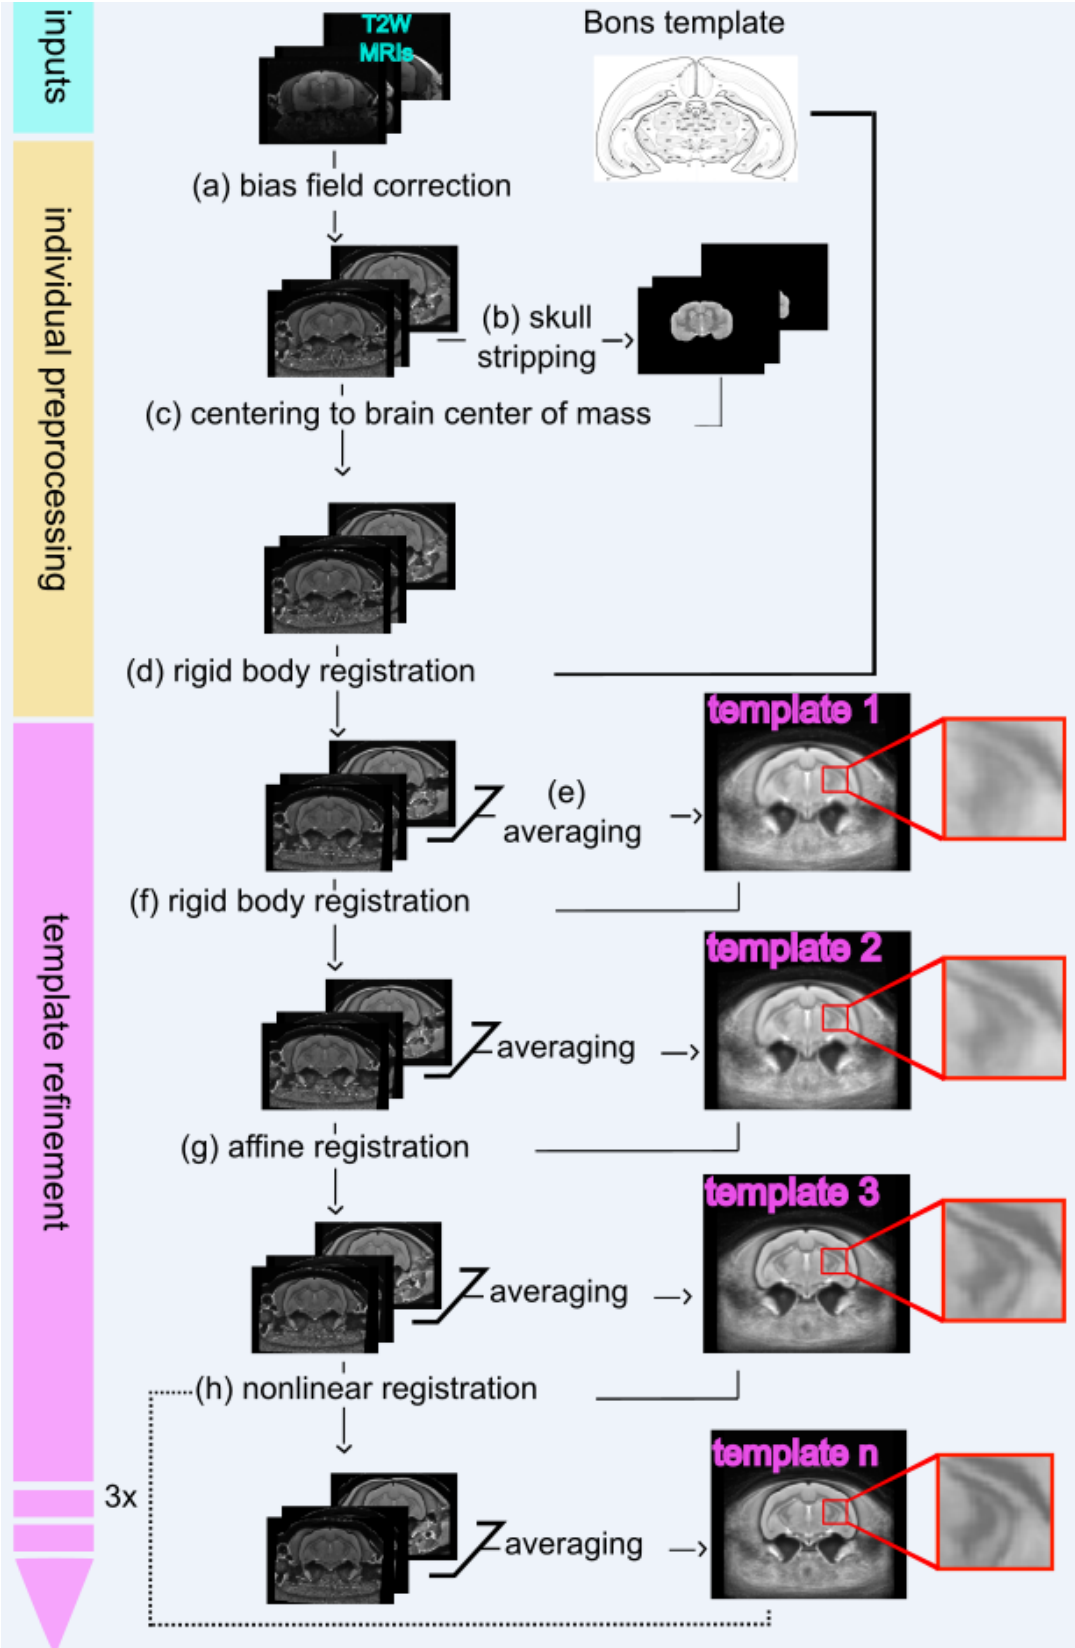 inputs
T2W
MRIs
Bons template
(a) bias field correction
individual preprocessing
(b) skull
stripping
(c) centering to brain center of mass
(d) rigid body registration
template 1
(e)
averaging
(f) rigid body registration
template refinement
template 2
averaging
(g) affine registration
template 3
averaging
(h) nonlinear registration
template n
3x
averaging